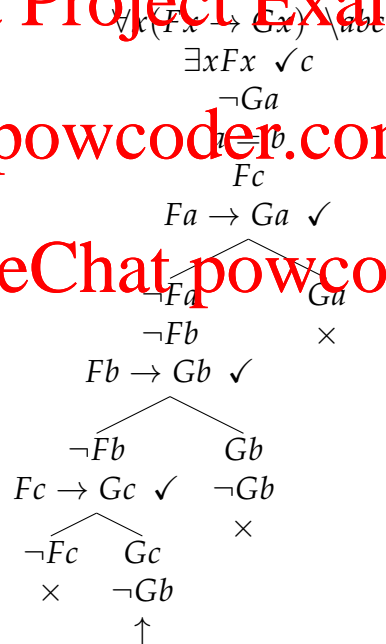 t Project Exam
∀x(Fx → Gx) \abc
∃xFx ✓c
¬Ga
powcoder.com
a = b
Fc
Fa → Ga ✓
eChat powco
¬Fa Ga
¬Fb ×
Fb → Gb ✓
¬Fb Gb
Fc → Gc ✓ ¬Gb
×
¬Fc Gc
× ¬Gb
↑